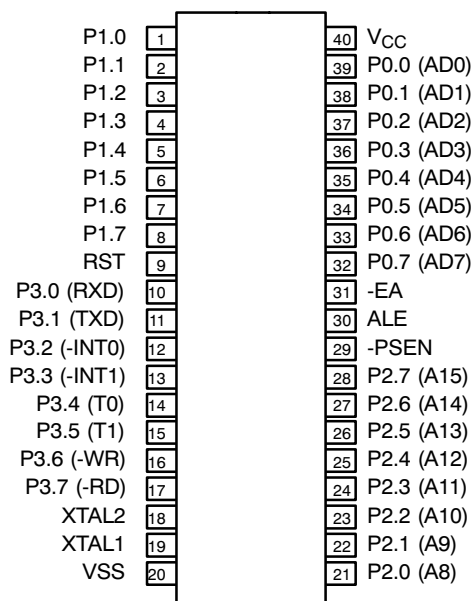 P1.0 1 40 VCC
P1.1 2 39 P0.0 (AD0)
P1.2 3 38 P0.1 (AD1)
P1.3 4 37 P0.2 (AD2)
P1.4 5 36 P0.3 (AD3)
P1.5 6 35 P0.4 (AD4)
P1.6 7 34 P0.5 (AD5)
P1.7 8 33 P0.6 (AD6)
RST 9 32 P0.7 (AD7)
P3.0 (RXD) 10 31 -EA
P3.1 (TXD) 11 30 ALE
P3.2 (-INT0) 12 29 -PSEN
P3.3 (-INT1) 13 28 P2.7 (A15)
P3.4 (T0) 14 27 P2.6 (A14)
P3.5 (T1) 15 26 P2.5 (A13)
P3.6 (-WR) 16 25 P2.4 (A12)
P3.7 (-RD) 17 24 P2.3 (A11)
XTAL2 18 23 P2.2 (A10)
XTAL1 19 22 P2.1 (A9)
VSS 20 21 P2.0 (A8)